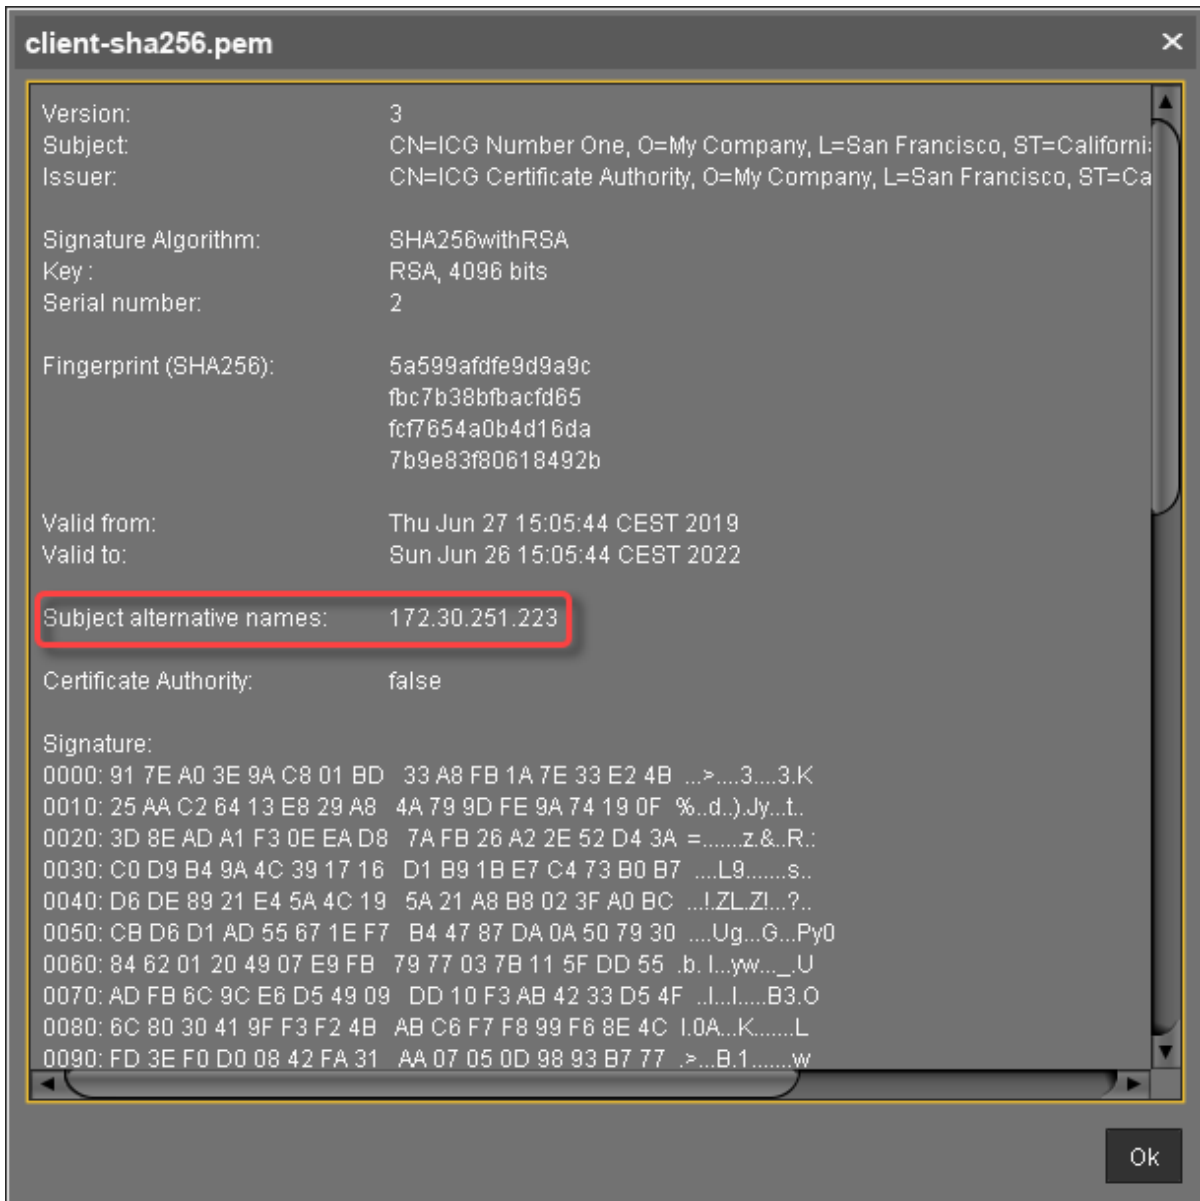 client-sha256.pem
Version: 3
Subject: CN=ICG Number One, O=My Company, L=San Francisco, ST=Californi
Issuer: CN=ICG Certificate Authority, O=My Company, L=San Francisco, ST=Ca
Signature Algorithm: SHA256withRSA
Key : RSA, 4096 bits
Serial number: 2
Fingerprint (SHA256): 5a599afdfe9d9a9c
fbc7b38bfbacfd65
fcf7654a0b4d16da
7b9e83f80618492b
Valid from: Thu Jun 27 15:05:44 CEST 2019
Valid to: Sun Jun 26 15:05:44 CEST 2022
Subject alternative names: 172.30.251.223
Certificate Authority: false
Signature:
0000: 91 7E A0 3E 9A C8 01 BD 33 A8 FB 1A 7E 33 E2 4B ...>....3....3.K
0010: 25 AA C2 64 13 E8 29 A8 4A 79 9D FE 9A 74 19 0F %..d..).Jy...t..
0020: 3D 8E AD A1 F3 0E EA D8 7A FB 26 A2 2E 52 D4 3A =.......z.&..R.:
0030: C0 D9 B4 9A 4C 39 17 16 D1 B9 1B E7 C4 73 B0 B7 ....L9.......s..
0040: D6 DE 89 21 E4 5A 4C 19 5A 21 A8 B8 02 3F A0 BC ...!.ZL.Z!...?..
0050: CB D6 D1 AD 55 67 1E F7 B4 47 87 DA 0A 50 79 30 ....Ug...G...Py0
0060: 84 62 01 20 49 07 E9 FB 79 77 03 7B 11 5F DD 55 .b. I...yw..._.U
0070: AD FB 6C 9C E6 D5 49 09 DD 10 F3 AB 42 33 D5 4F ..l...I.....B3.O
0080: 6C 80 30 41 9F F3 F2 4B AB C6 F7 F8 99 F6 8E 4C l.0A...K.......L
0090: FD 3E F0 D0 08 42 FA 31 AA 07 05 0D 98 93 B7 77 .>...B.1.......w
Ok